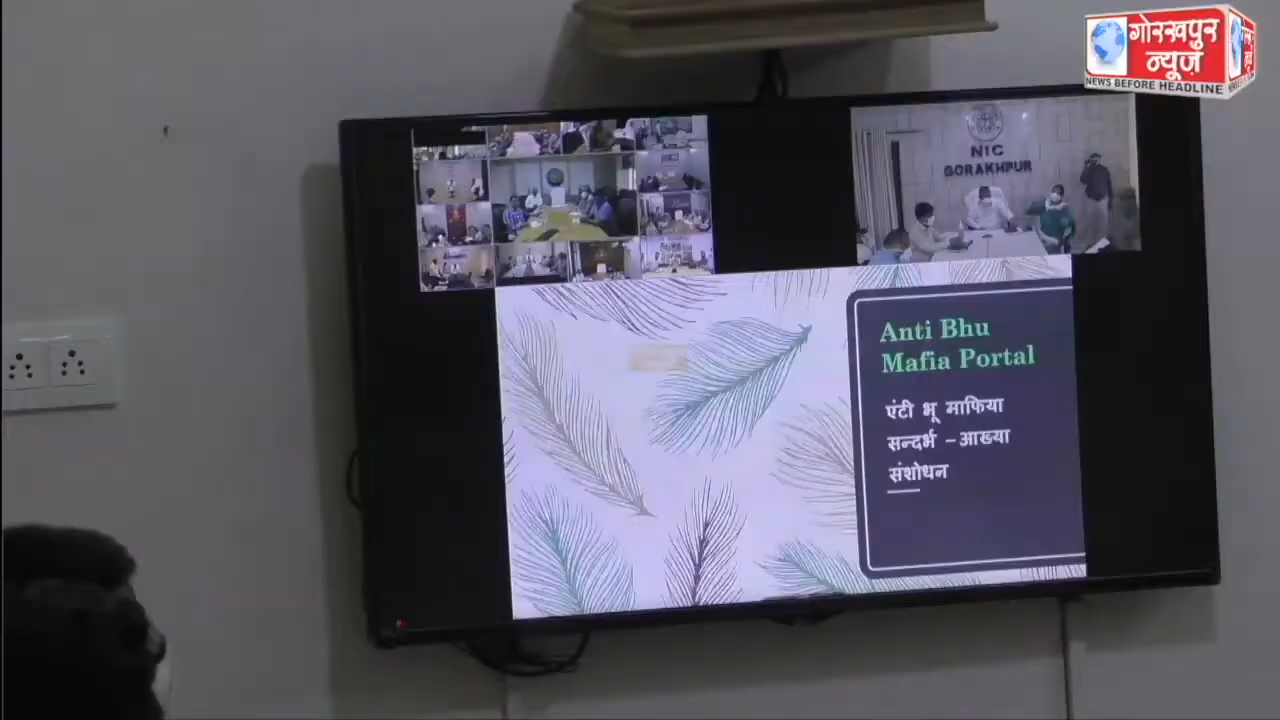 गोरखपुर
न्यूज़
NEWS BEFORE HEADLINE
NIC
GORAKHPUR
Anti Bhu
Mafia Portal
एंटी भू माफिया
सन्दर्भ - आख्या
संशोधन